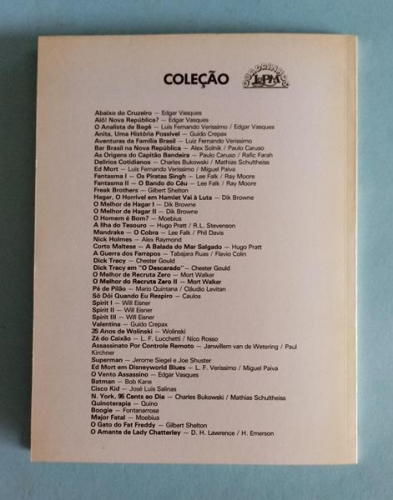 COLEÇÃO
QUADRINHOS
L&PM
Abaixo do Cruzeiro — Edgar Vasques
Alô! Nova República? — Edgar Vasques
O Analista de Bagé — Luis Fernando Verissimo / Edgar Vasques
Anita, Uma História Possível — Guido Crepax
Aventuras da Família Brasil — Luiz Fernando Verissimo
Bar Brasil na Nova República — Alex Solnik / Paulo Caruso
As Origens do Capitão Bandeira — Paulo Caruso / Rafic Farah
Delírios Cotidianos — Charles Bukowski / Mathias Schultheiss
Ed Mort — Luis Fernando Verissimo / Miguel Paiva
Fantasma I — Os Piratas Singh — Lee Falk / Ray Moore
Fantasma II — O Bando do Céu — Lee Falk / Ray Moore
Freak Brothers — Gilbert Shelton
Hagar, O Horrível em Hamlet Vai à Luta — Dik Browne
O Melhor de Hagar I — Dik Browne
O Melhor de Hagar II — Dik Browne
O Homem é Bom? — Moebius
A Ilha do Tesouro — Hugo Pratt / R.L. Stevenson
Mandrake — O Cobra — Lee Falk / Phil Davis
Nick Holmes — Alex Raymond
Corto Maltese — A Balada do Mar Salgado — Hugo Pratt
A Guerra dos Farrapos — Tabajara Ruas / Flavio Colin
Dick Tracy — Chester Gould
Dick Tracy em "O Descarado" — Chester Gould
O Melhor de Recruta Zero — Mort Walker
O Melhor do Recruta Zero II — Mort Walker
Pé de Pilão — Mario Quintana / Cláudio Levitan
Só Dói Quando Eu Respiro — Caulos
Spirit I — Will Eisner
Spirit II — Will Eisner
Spirit III — Will Eisner
Valentina — Guido Crepax
25 Anos de Wolinski — Wolinski
Zé do Caixão — L. F. Lucchetti / Nico Rosso
Assassinato Por Controle Remoto — Janwillem van de Wetering / Paul
Kirchner
Superman — Jerome Siegel e Joe Shuster
Ed Mort em Disneyworld Blues — L. F. Verissimo / Miguel Paiva
O Vento Assassino — Edgar Vasques
Batman — Bob Kane
Cisco Kid — José Luis Salinas
N. York, 95 Cents ao Dia — Charles Bukowski / Mathias Schultheiss
Quinoterapia — Quino
Boogie — Fontanarrosa
Major Fatal — Moebius
O Gato do Fat Freddy — Gilbert Shelton
O Amante de Lady Chatterley — D. H. Lawrence / H. Emerson